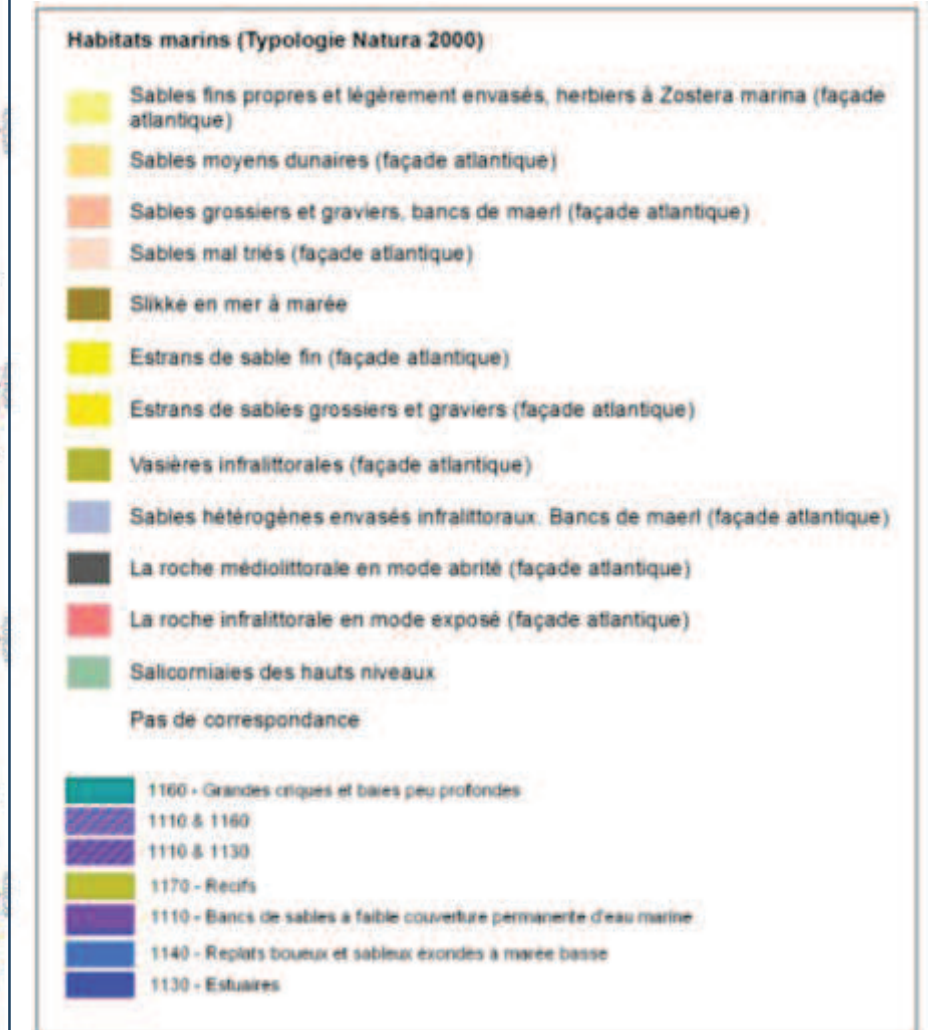 Habitats marins (Typologie Natura 2000)
Sables fins propres et légèrement envasés, herbiers à Zostera marina (façade
atlantique)
Sables moyens dunaires (façade atlantique)
Sables grossiers et graviers, bancs de maerl (façade atlantique)
Sables mal triés (façade atlantique)
Slikke en mer à marée
Estrans de sable fin (façade atlantique)
Estrans de sables grossiers et graviers (façade atlantique)
Vasières infralittorales (façade atlantique)
Sables hétérogènes envasés infralittoraux. Bancs de maerl (façade atlantique)
La roche médiolittorale en mode abrité (façade atlantique)
La roche infralittorale en mode exposé (façade atlantique)
Salicorniaies des hauts niveaux
Pas de correspondance
1160 - Grandes criques et baies peu profondes
1110 & 1160
1110 & 1130
1170 - Récifs
1110 - Bancs de sables a faible couverture permanente d'eau marine
1140 - Replats boueux et sableux exondés à marée basse
1130 - Estuaires